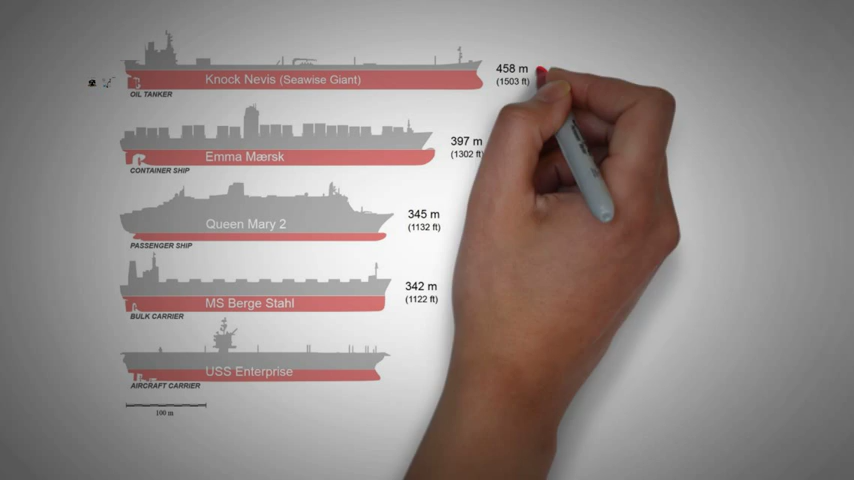 Knock Nevis (Seawise Giant)
458 m
(1503 ft)
OIL TANKER
Emma Mærsk
397 m
(1302 ft)
CONTAINER SHIP
Queen Mary 2
345 m
(1132 ft)
PASSENGER SHIP
MS Berge Stahl
342 m
(1122 ft)
BULK CARRIER
USS Enterprise
AIRCRAFT CARRIER
100 m